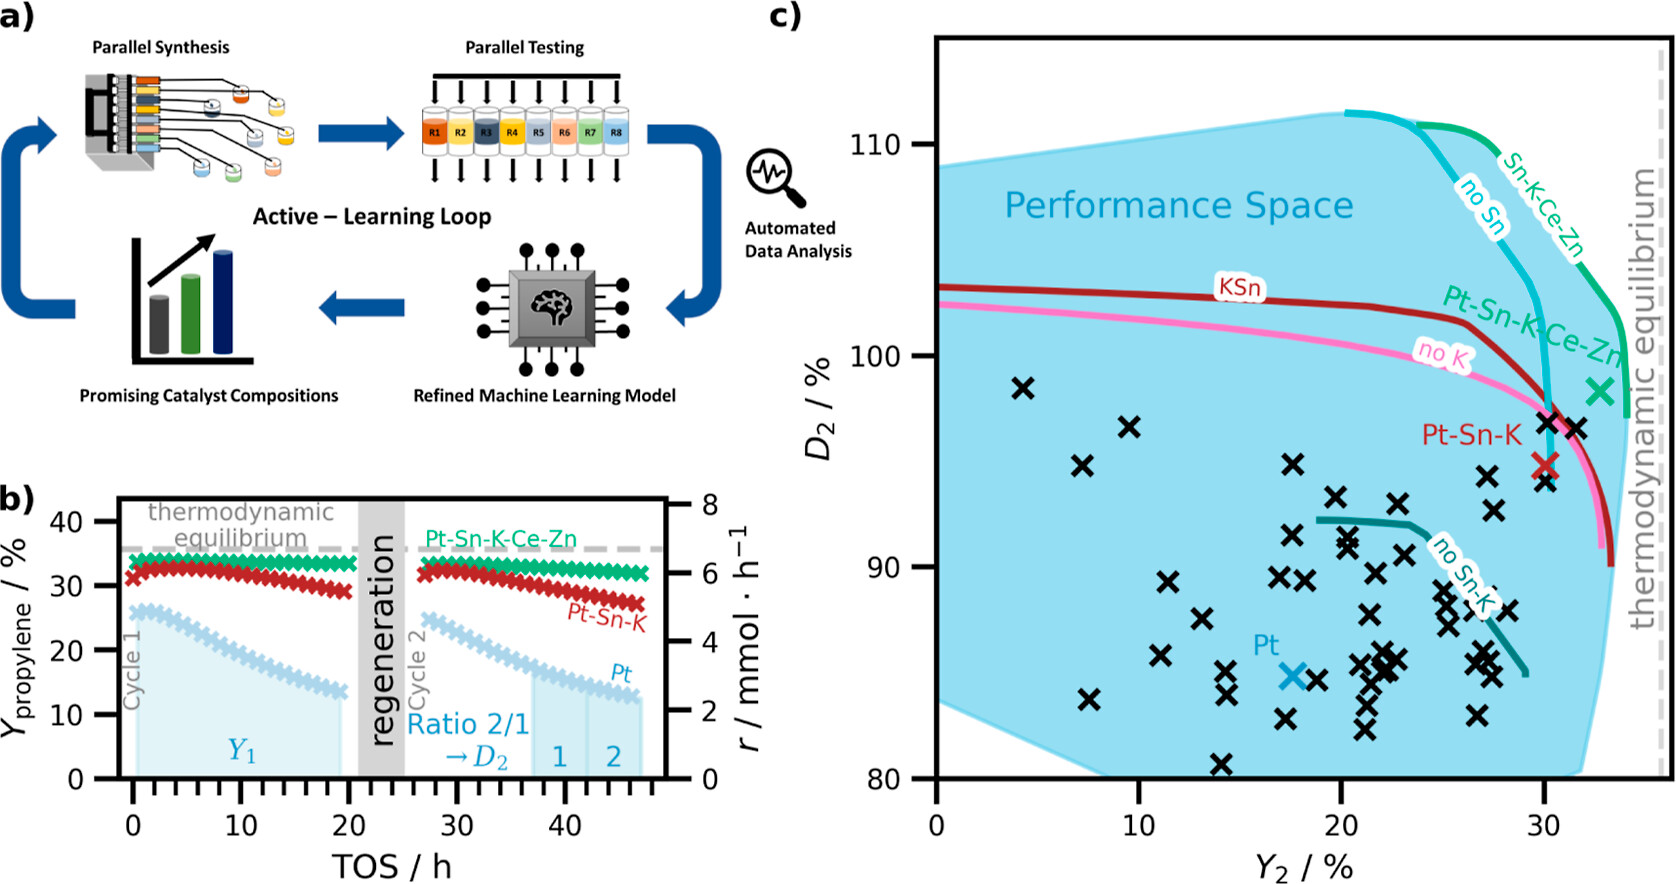 a)
Parallel Synthesis
Parallel Testing
R1 R2 R3 R4 R5 R6 R7 R8
Active – Learning Loop
Automated
Data Analysis
Promising Catalyst Compositions
Refined Machine Learning Model
b)
Y propylene / %
40
30
20
10
0
thermodynamic
equilibrium
Cycle 1
Y1
regeneration
Cycle 2
Pt-Sn-K-Ce-Zn
Pt-Sn-K
Pt
Ratio 2/1
→ D2
1
2
8
6
4
2
0
r / mmol · h−1
0 10 20 30 40
TOS / h
c)
D2 / %
110
100
90
80
Performance Space
KSn
no K
no Sn
Sn-K-Ce-Zn
Pt-Sn-K-Ce-Zn
Pt-Sn-K
no Sn-K
Pt
thermodynamic equilibrium
0 10 20 30
Y2 / %